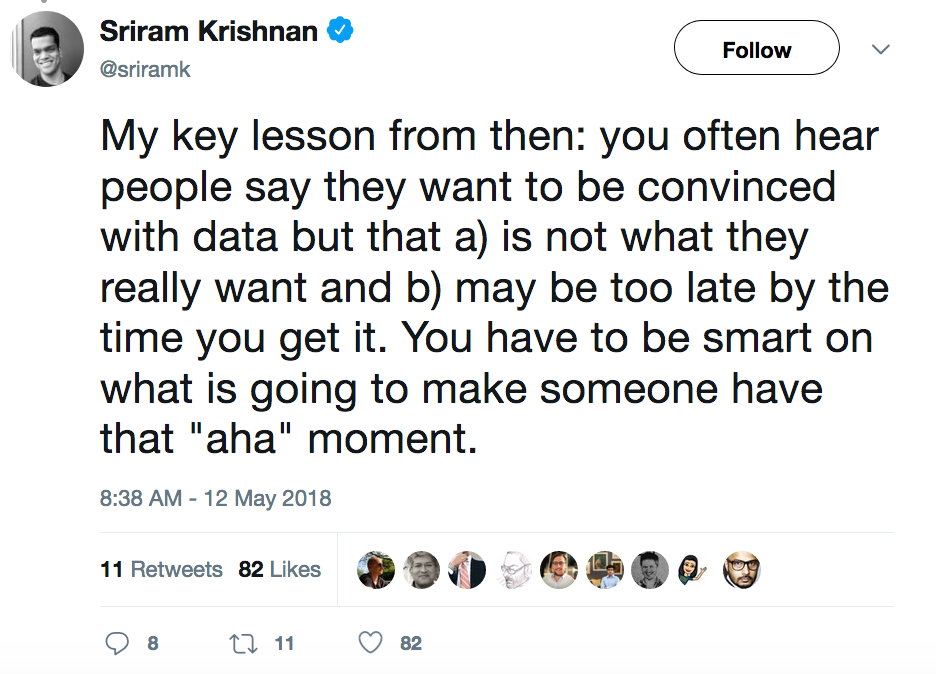 Sriram Krishnan
Follow
@sriramk
My key lesson from then: you often hear
people say they want to be convinced
with data but that a) is not what they
really want and b) may be too late by the
time you get it. You have to be smart on
what is going to make someone have
that "aha" moment.
8:38 AM - 12 May 2018
11 Retweets 82 Likes
8 11 82